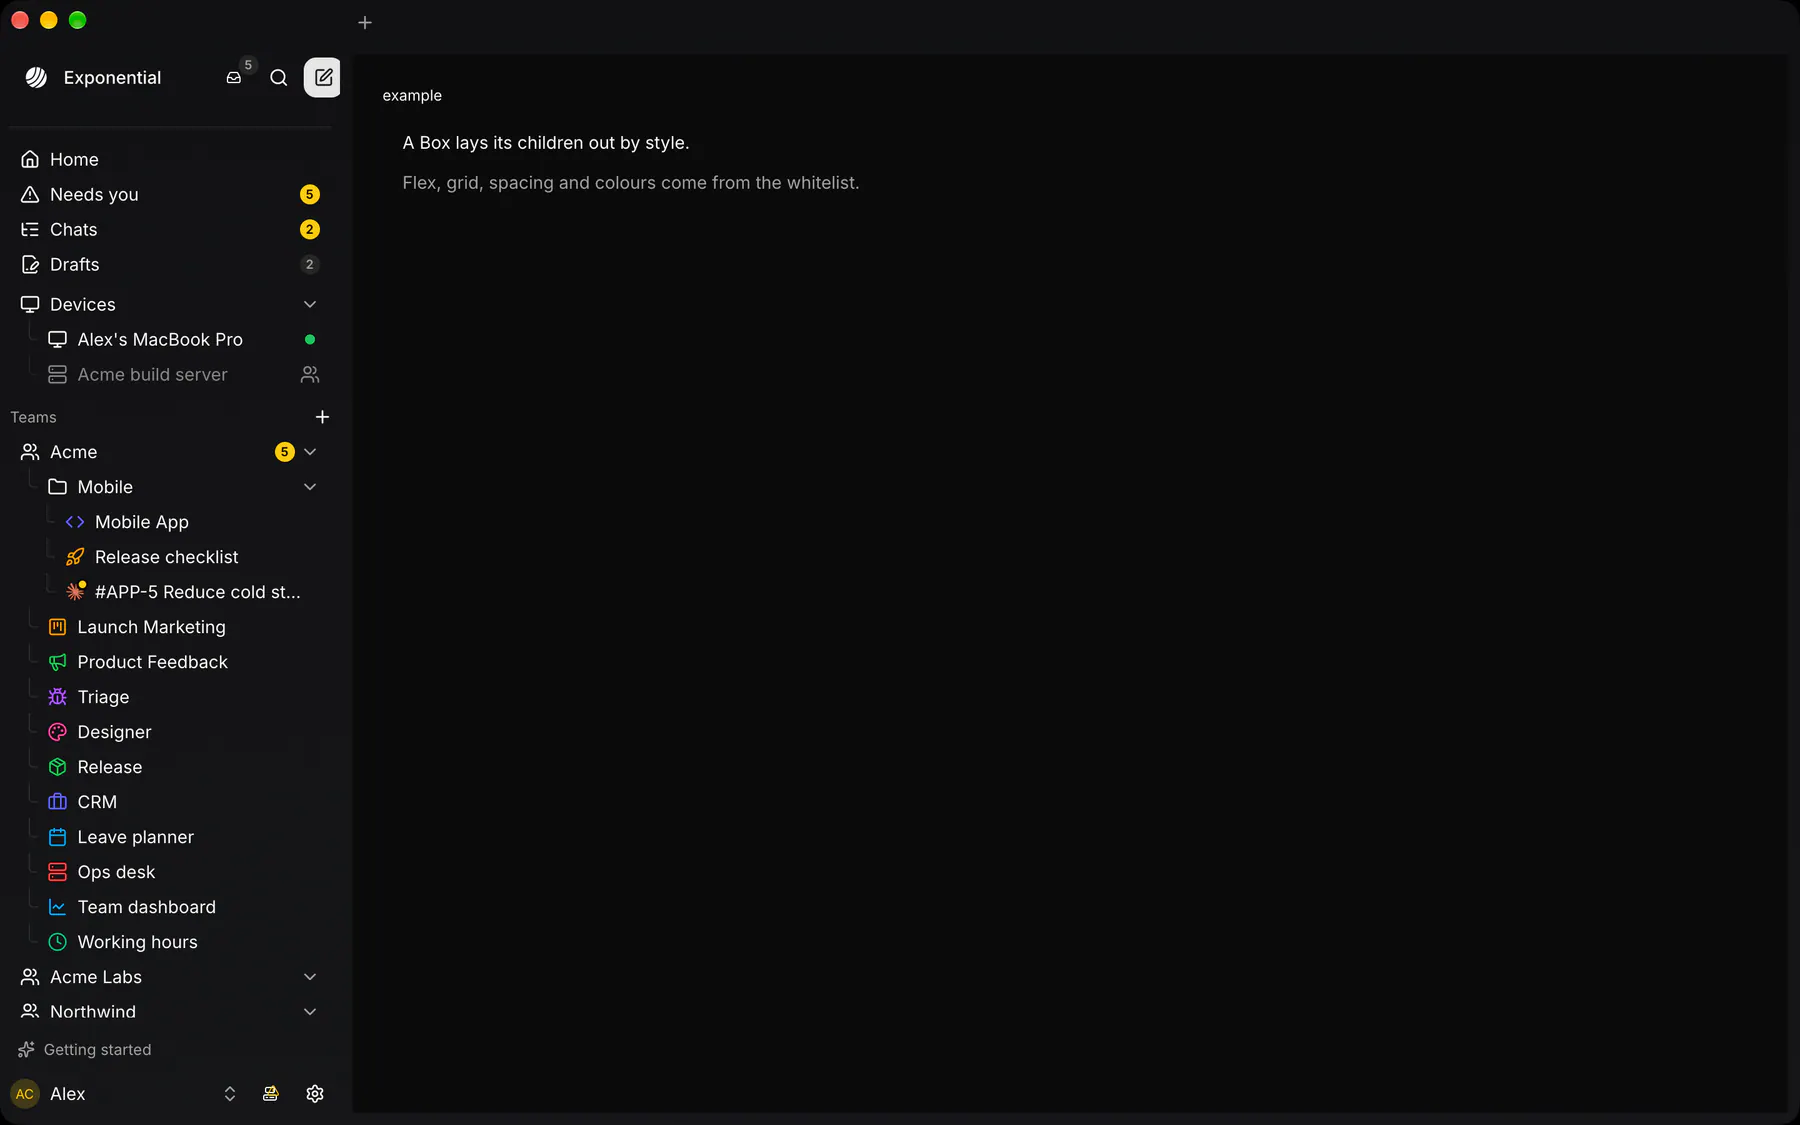 Exponential
5
example
A Box lays its children out by style.
Flex, grid, spacing and colours come from the whitelist.
Home
Needs you
5
Chats
2
Drafts
2
Devices
Alex's MacBook Pro
Acme build server
Teams
Acme
5
Mobile
Mobile App
Release checklist
#APP-5 Reduce cold st...
Launch Marketing
Product Feedback
Triage
Designer
Release
CRM
Leave planner
Ops desk
Team dashboard
Working hours
Acme Labs
Northwind
Getting started
AC
Alex